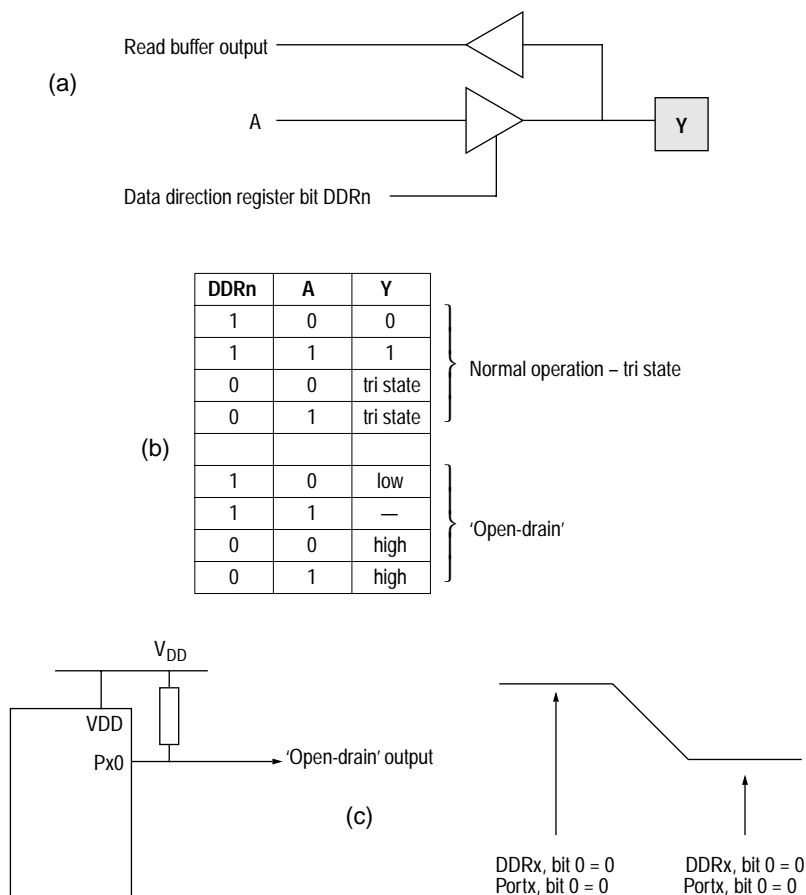 Read buffer output
(a)
A
Y
Data direction register bit DDRn
DDRn A Y
1 0 0
1 1 1
0 0 tri state
0 1 tri state
Normal operation – tri state
(b)
1 0 low
1 1 —
0 0 high
0 1 high
'Open-drain'
VDD
VDD
Px0
'Open-drain' output
(c)
DDRx, bit 0 = 0
Portx, bit 0 = 0
DDRx, bit 0 = 0
Portx, bit 0 = 0